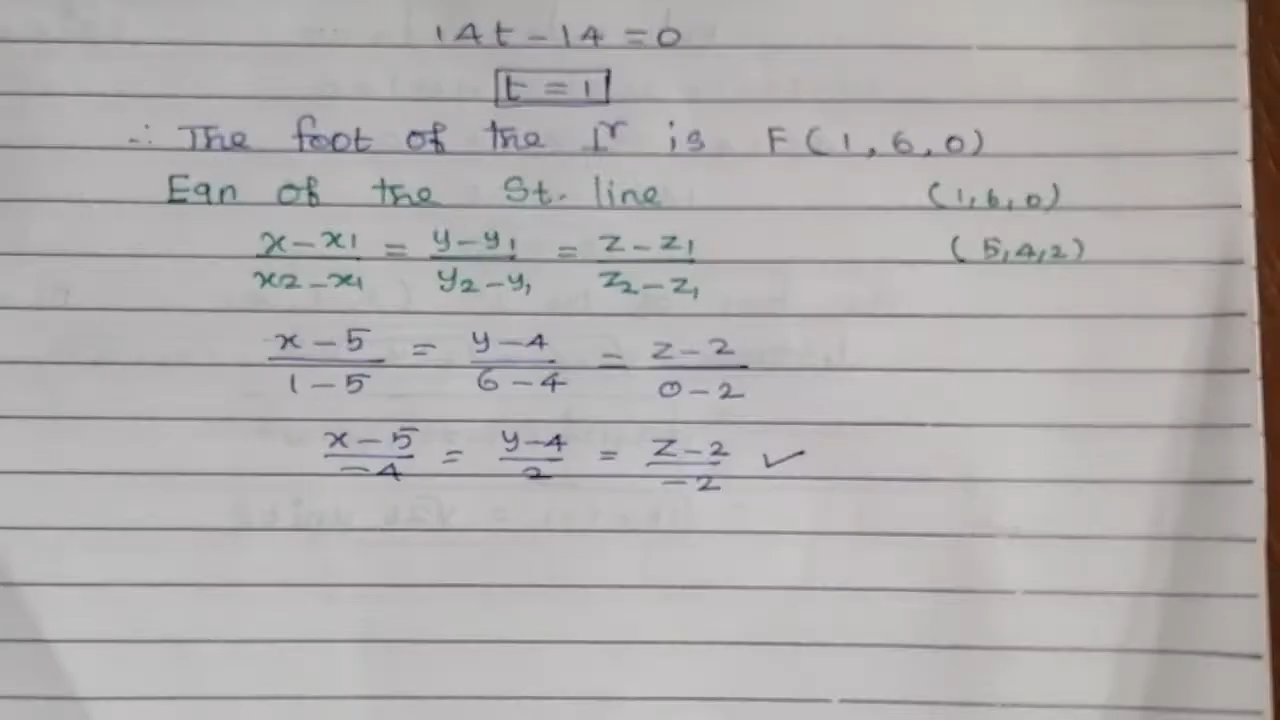 14t - 14 = 0
t = 1
∴ The foot of the ⊥r is F(1, 6, 0)
Eqn of the St. line (1, 6, 0)
x - x1 / x2 - x1 = y - y1 / y2 - y1 = z - z1 / z2 - z1 (5, 4, 2)
x - 5 / 1 - 5 = y - 4 / 6 - 4 = z - 2 / 0 - 2
x - 5 / -4 = y - 4 / 2 = z - 2 / -2 ✓